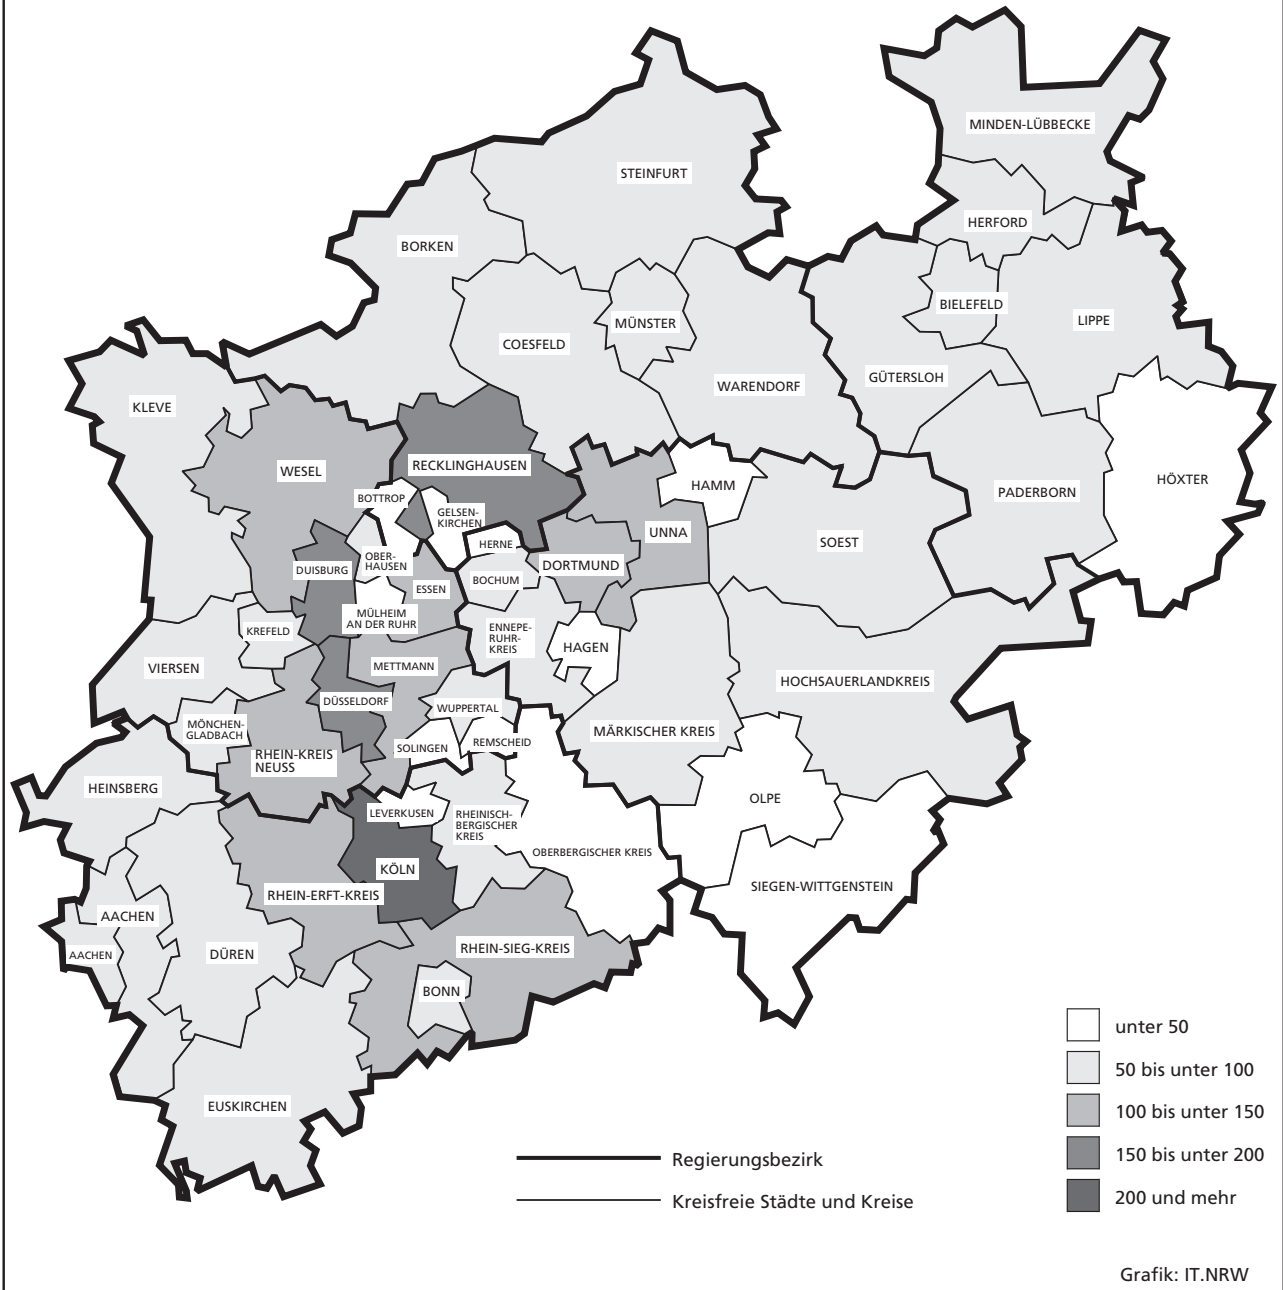 MINDEN-LÜBBECKE
STEINFURT
HERFORD
BORKEN
BIELEFELD
MÜNSTER
LIPPE
COESFELD
GÜTERSLOH
WARENDORF
KLEVE
RECKLINGHAUSEN
WESEL
HÖXTER
HAMM
PADERBORN
BOTTROP
GELSEN-
KIRCHEN
UNNA
SOEST
HERNE
OBER-
HAUSEN
DORTMUND
DUISBURG
BOCHUM
ESSEN
MÜLHEIM
AN DER RUHR
KREFELD
ENNEPE-
RUHR-
KREIS
HAGEN
VIERSEN
METTMANN
HOCHSAUERLANDKREIS
DÜSSELDORF
WUPPERTAL
MÖNCHEN-
GLADBACH
MÄRKISCHER KREIS
SOLINGEN
REMSCHEID
RHEIN-KREIS
NEUSS
HEINSBERG
OLPE
LEVERKUSEN
RHEINISCH-
BERGISCHER
KREIS
OBERBERGISCHER KREIS
KÖLN
SIEGEN-WITTGENSTEIN
RHEIN-ERFT-KREIS
AACHEN
RHEIN-SIEG-KREIS
AACHEN
DÜREN
BONN
EUSKIRCHEN
unter 50
50 bis unter 100
100 bis unter 150
150 bis unter 200
200 und mehr
Regierungsbezirk
Kreisfreie Städte und Kreise
Grafik: IT.NRW